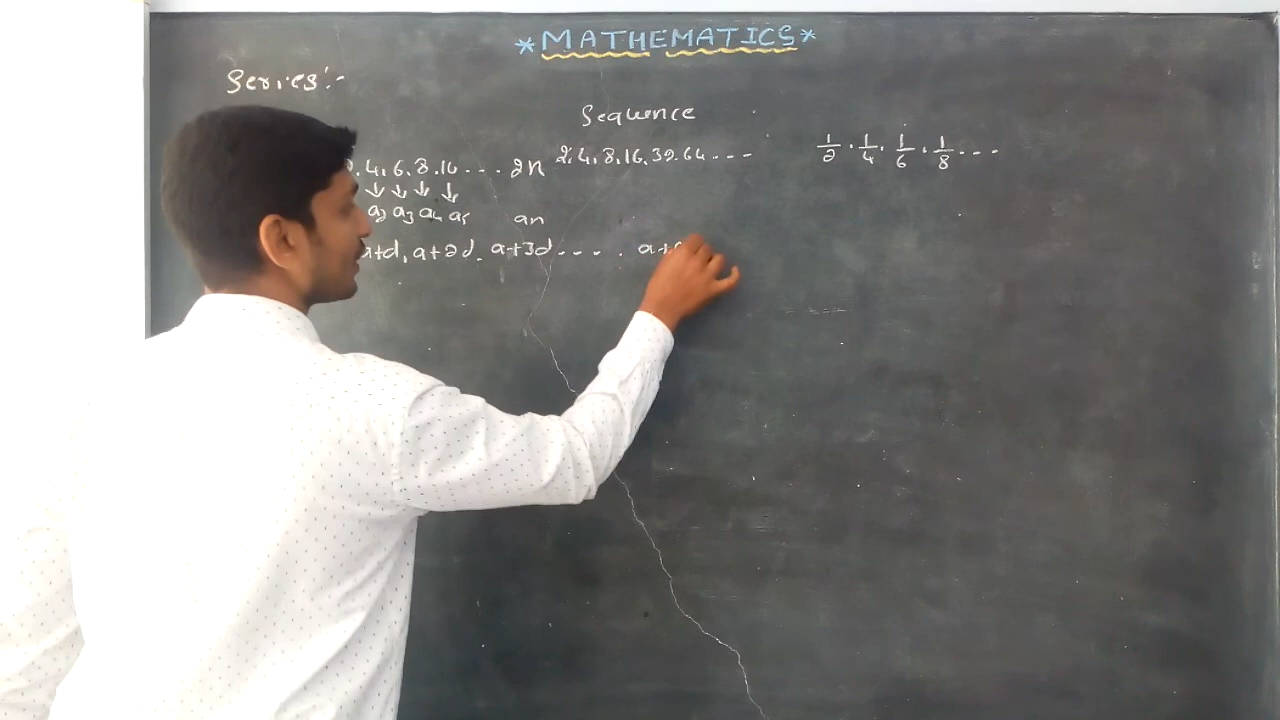 *MATHEMATICS*
Series:-
Sequence
4, 6, 8, 10 . . . 2n
2, 4, 8, 16, 32, 64 . . .
1/2 , 1/4 , 1/6 , 1/8 . . .
↓ ↓ ↓ ↓
a2 a3 a4 a5 an
a+d, a+2d, a+3d . . . . a+